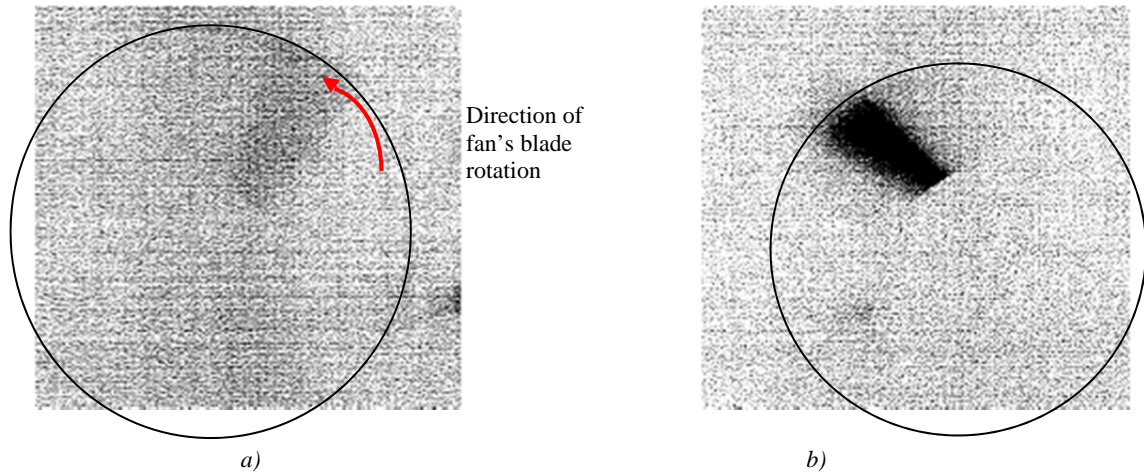 Direction of
fan's blade
rotation
a)
b)